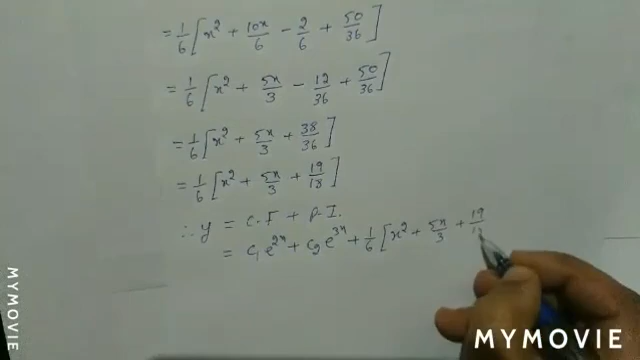 = 1/6 [x² + 10x/6 - 2/6 + 50/36]
= 1/6 [x² + 5x/3 - 12/36 + 50/36]
= 1/6 [x² + 5x/3 + 38/36]
= 1/6 [x² + 5x/3 + 19/18]
∴ y = C.F + P.I.
= C₁e²ˣ + C₂e³ˣ + 1/6 [x² + 5x/3 + 19/1
MYMOVIE
MYMOVIE